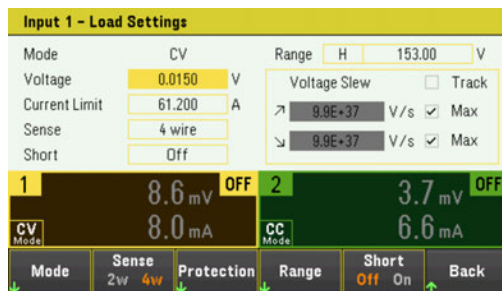 Input 1 – Load Settings
Mode CV Range H 153.00 V
Voltage 0.0150 V Voltage Slew Track
Current Limit 61.200 A 9.9E+37 V/s Max
Sense 4 wire 9.9E+37 V/s Max
Short Off
1 8.6 mV OFF 2 3.7 mV OFF
CV Mode 8.0 mA CC Mode 6.6 mA
Mode Sense Protection Range Short Back
2w 4w Off On